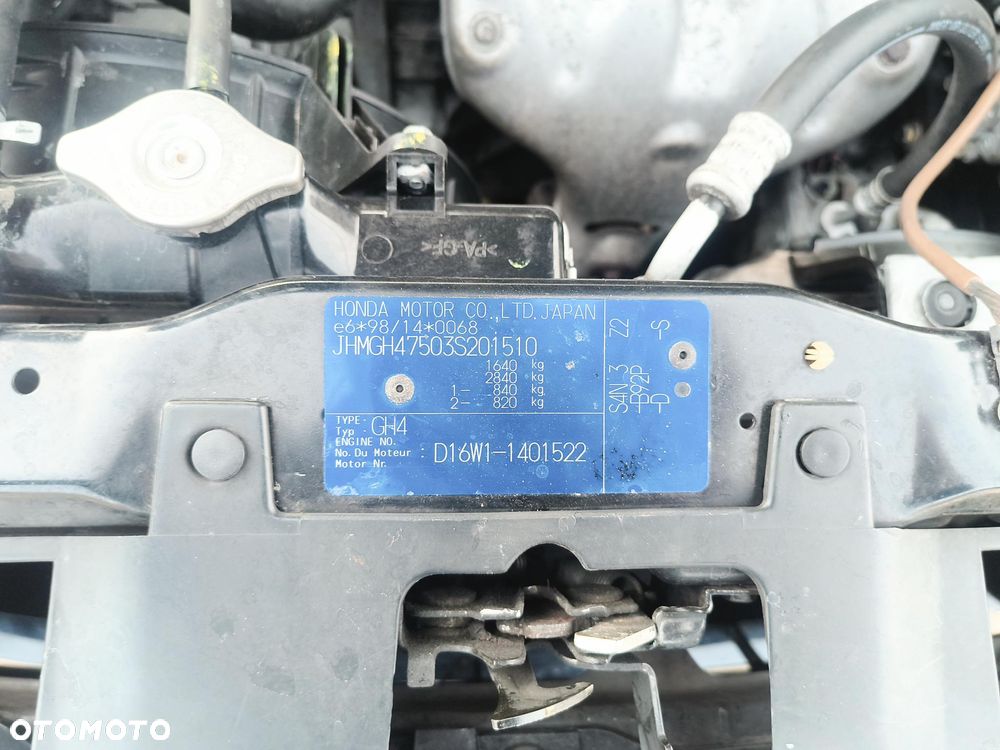 >PA-GF<
HONDA MOTOR CO.,LTD.JAPAN
e6*98/14*0068
JHMGH47503S201510
1640 kg
2840 kg
1- 840 kg
2- 820 kg
TYPE :
Typ : GH4
ENGINE NO.
No.Du Moteur : D16W1-1401522
Motor Nr.
S4N 3 Z2
-B92P
-D -S
OTOMOTO